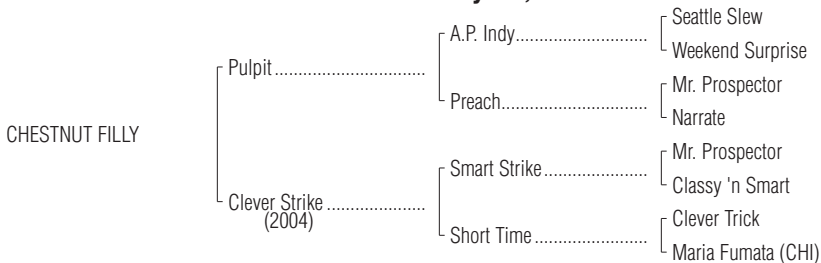 Seattle Slew
A.P. Indy
Weekend Surprise
Pulpit
Mr. Prospector
Preach
Narrate
CHESTNUT FILLY
Mr. Prospector
Smart Strike
Classy 'n Smart
Clever Strike
(2004)
Clever Trick
Short Time
Maria Fumata (CHI)